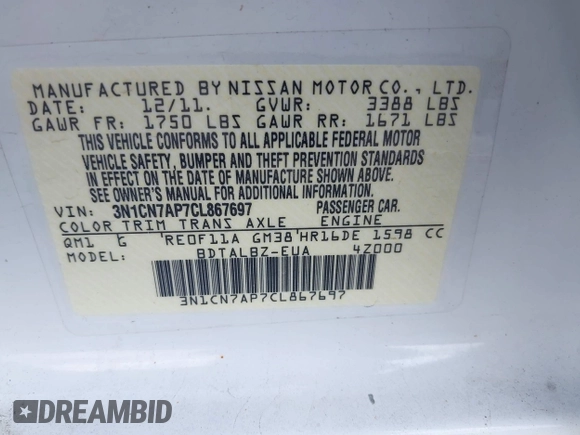 MANUFACTURED BY NISSAN MOTOR CO., LTD.
DATE: 12/11. GVWR: 3388 LBS
GAWR FR: 1750 LBS GAWR RR: 1671 LBS
THIS VEHICLE CONFORMS TO ALL APPLICABLE FEDERAL MOTOR
VEHICLE SAFETY, BUMPER AND THEFT PREVENTION STANDARDS
IN EFFECT ON THE DATE OF MANUFACTURE SHOWN ABOVE.
SEE OWNER'S MANUAL FOR ADDITIONAL INFORMATION.
VIN: 3N1CN7AP7CL867697 PASSENGER CAR.
COLOR TRIM TRANS AXLE ENGINE
QM1 G 'RE0F11A GM38'HR16DE 1598 CC
BDTALBZ-EUA 4Z000
3N1CN7AP7CL867697
DREAMBID